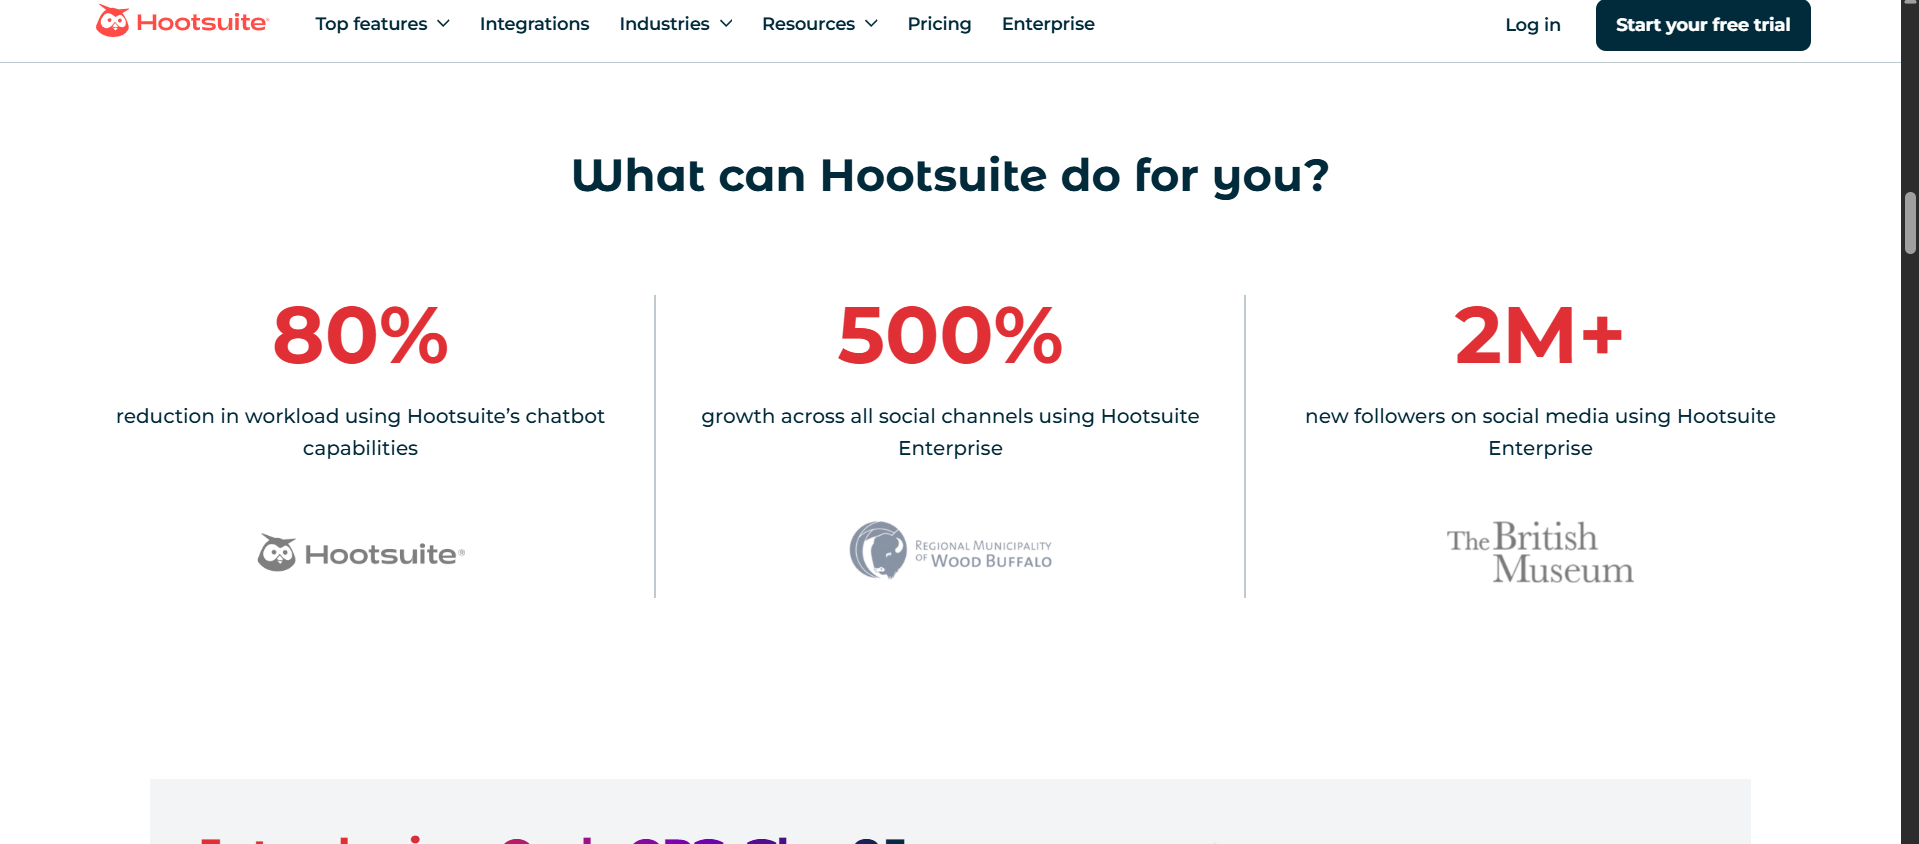 Hootsuite®
Top features
Integrations
Industries
Resources
Pricing
Enterprise
Log in
Start your free trial
What can Hootsuite do for you?
80%
reduction in workload using Hootsuite’s chatbot
capabilities
Hootsuite®
500%
growth across all social channels using Hootsuite
Enterprise
REGIONAL MUNICIPALITY
OF WOOD BUFFALO
2M+
new followers on social media using Hootsuite
Enterprise
The British
Museum